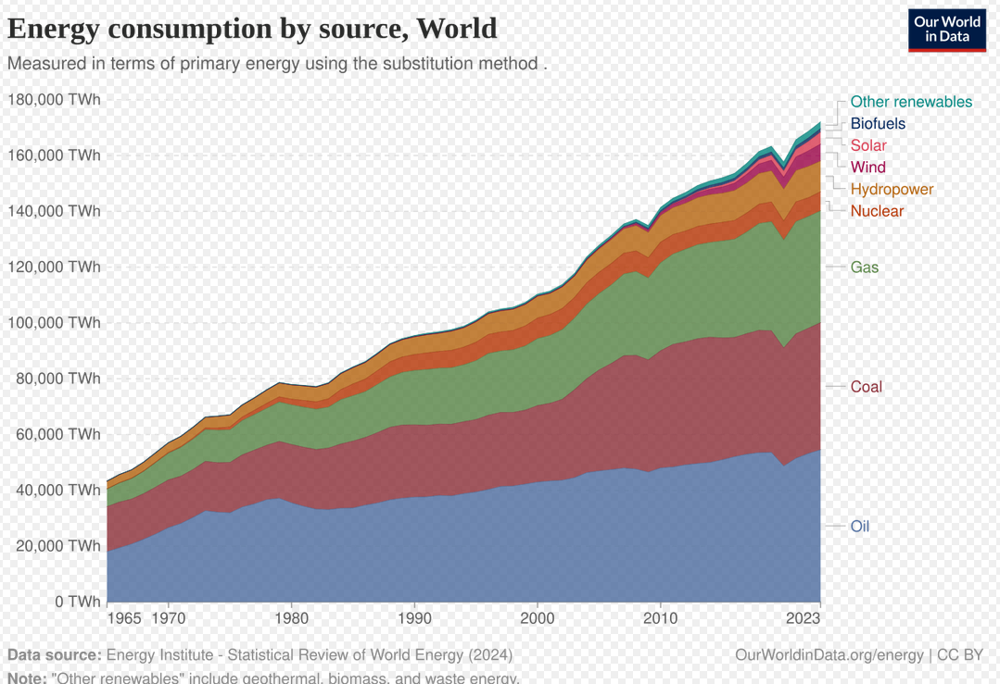 Energy consumption by source, World
Our World
in Data
Measured in terms of primary energy using the substitution method .
180,000 TWh
160,000 TWh
140,000 TWh
120,000 TWh
100,000 TWh
80,000 TWh
60,000 TWh
40,000 TWh
20,000 TWh
0 TWh
Other renewables
Biofuels
Solar
Wind
Hydropower
Nuclear
Gas
Coal
Oil
1965 1970 1980 1990 2000 2010 2023
Data source: Energy Institute - Statistical Review of World Energy (2024)
OurWorldinData.org/energy | CC BY
Note: "Other renewables" include geothermal, biomass, and waste energy.